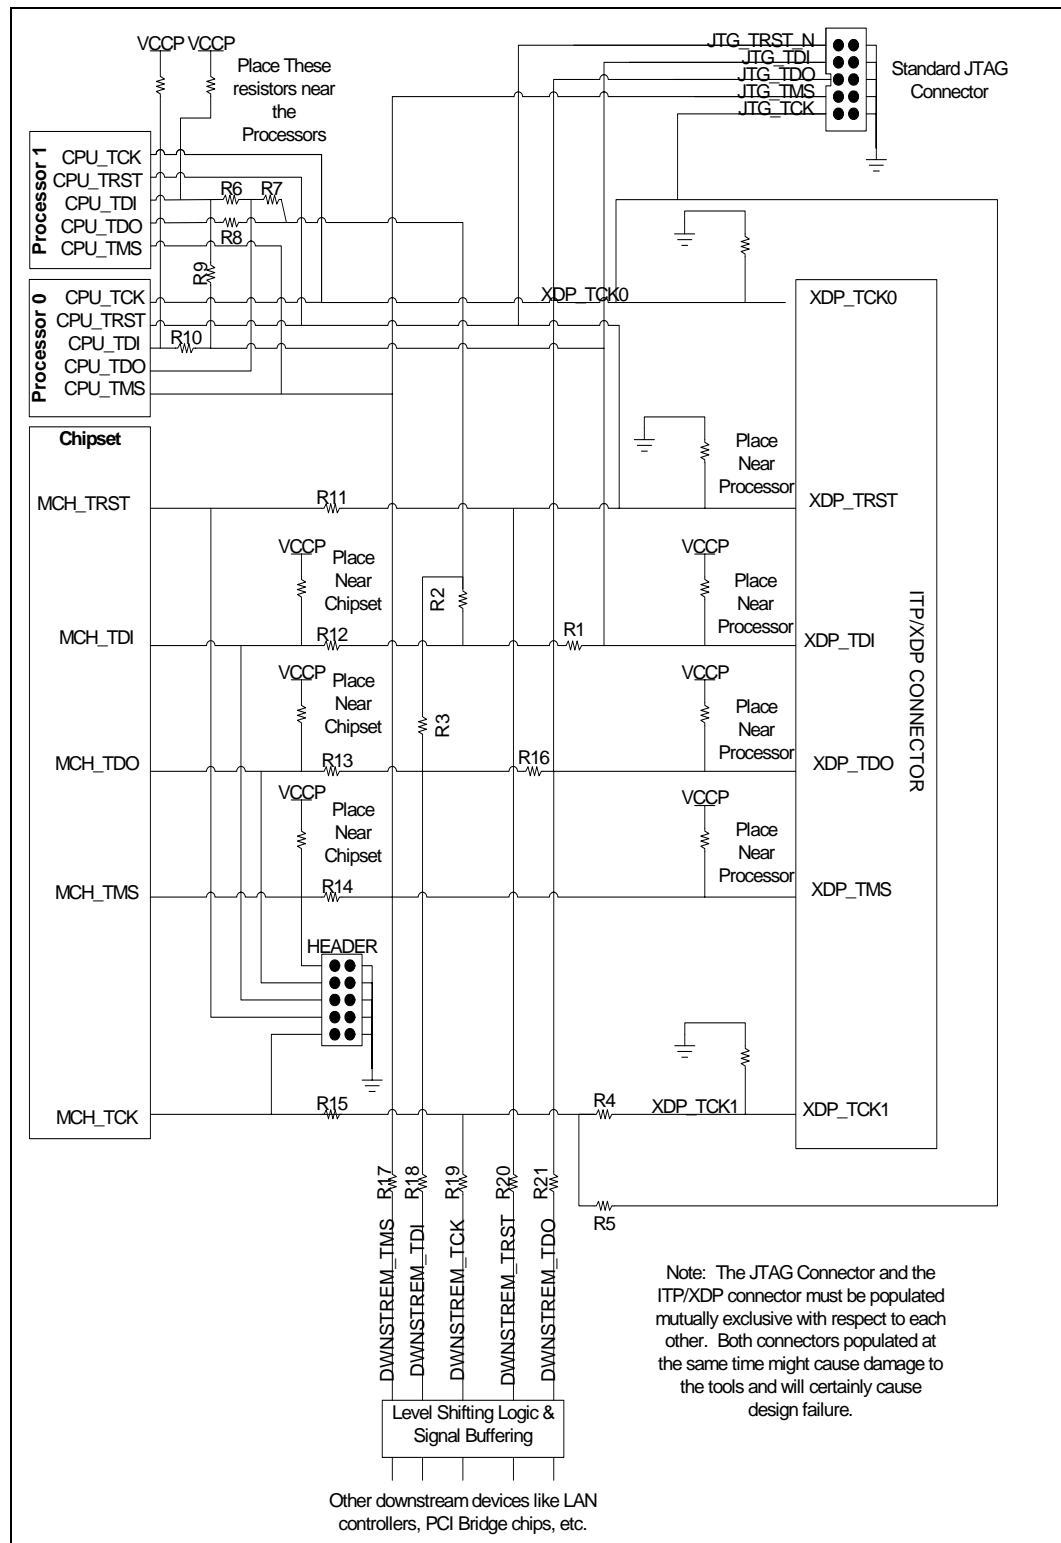 VCCP VCCP
Place These
resistors near
the
Processors
JTG_TRST_N
JTG_TDI
JTG_TDO
JTG_TMS
JTG_TCK
Standard JTAG
Connector
Processor 1
CPU_TCK
CPU_TRST
CPU_TDI
CPU_TDO
CPU_TMS
R6
R7
R8
R9
Processor 0
CPU_TCK
CPU_TRST
CPU_TDI
CPU_TDO
CPU_TMS
R10
XDP_TCK0
XDP_TCK0
Chipset
Place
Near
Processor
MCH_TRST
R11
XDP_TRST
VCCP
Place
Near
Chipset
R2
VCCP
Place
Near
Processor
MCH_TDI
R12
R1
XDP_TDI
ITP/XDP CONNECTOR
VCCP
Place
Near
Chipset
R3
VCCP
Place
Near
Processor
MCH_TDO
R13
R16
XDP_TDO
VCCP
Place
Near
Chipset
VCCP
Place
Near
Processor
MCH_TMS
R14
XDP_TMS
HEADER
MCH_TCK
R15
R4
XDP_TCK1
XDP_TCK1
R17
R18
R19
R20
R21
R5
DWNSTREM_TMS
DWNSTREM_TDI
DWNSTREM_TCK
DWNSTREM_TRST
DWNSTREM_TDO
Note: The JTAG Connector and the
ITP/XDP connector must be populated
mutually exclusive with respect to each
other. Both connectors populated at
the same time might cause damage to
the tools and will certainly cause
design failure.
Level Shifting Logic &
Signal Buffering
Other downstream devices like LAN
controllers, PCI Bridge chips, etc.